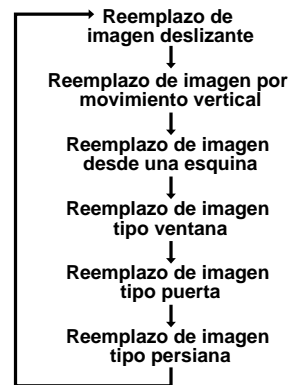 Reemplazo de
imagen deslizante
Reemplazo de imagen por
movimiento vertical
Reemplazo de imagen
desde una esquina
Reemplazo de imagen
tipo ventana
Reemplazo de imagen
tipo puerta
Reemplazo de imagen
tipo persiana